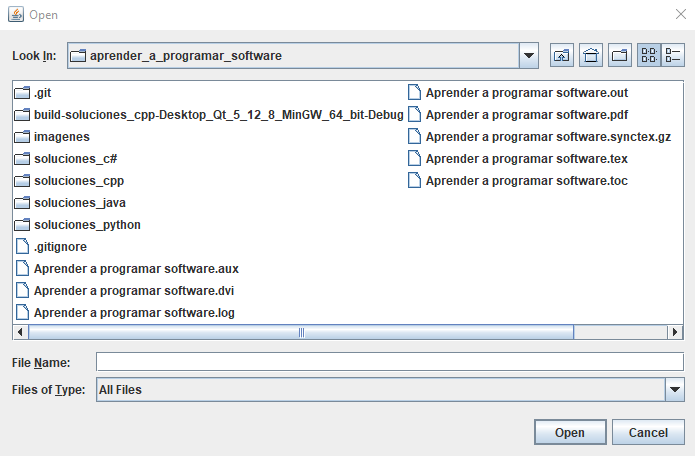 Open
Look In: aprender_a_programar_software
.git
build-soluciones_cpp-Desktop_Qt_5_12_8_MinGW_64_bit-Debug
imagenes
soluciones_c#
soluciones_cpp
soluciones_java
soluciones_python
.gitignore
Aprender a programar software.aux
Aprender a programar software.dvi
Aprender a programar software.log
Aprender a programar software.out
Aprender a programar software.pdf
Aprender a programar software.synctex.gz
Aprender a programar software.tex
Aprender a programar software.toc
File Name:
Files of Type: All Files
Open Cancel